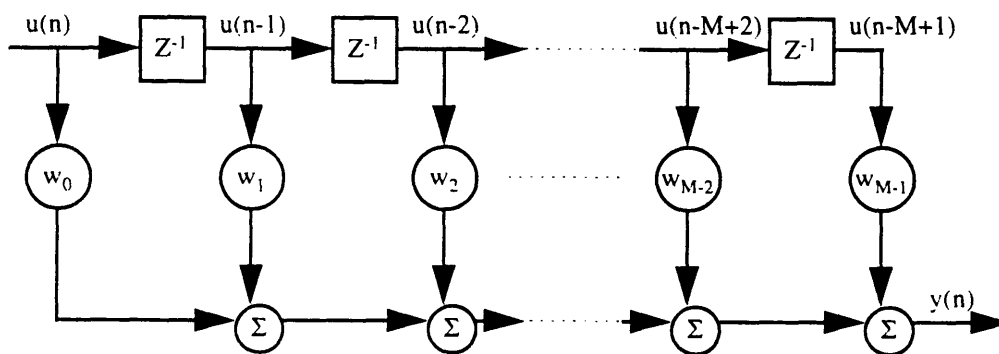 u(n) Z⁻¹ u(n-1) Z⁻¹ u(n-2) u(n-M+2) Z⁻¹ u(n-M+1)
w₀ w₁ w₂ w_{M-2} w_{M-1}
Σ Σ Σ Σ y(n)